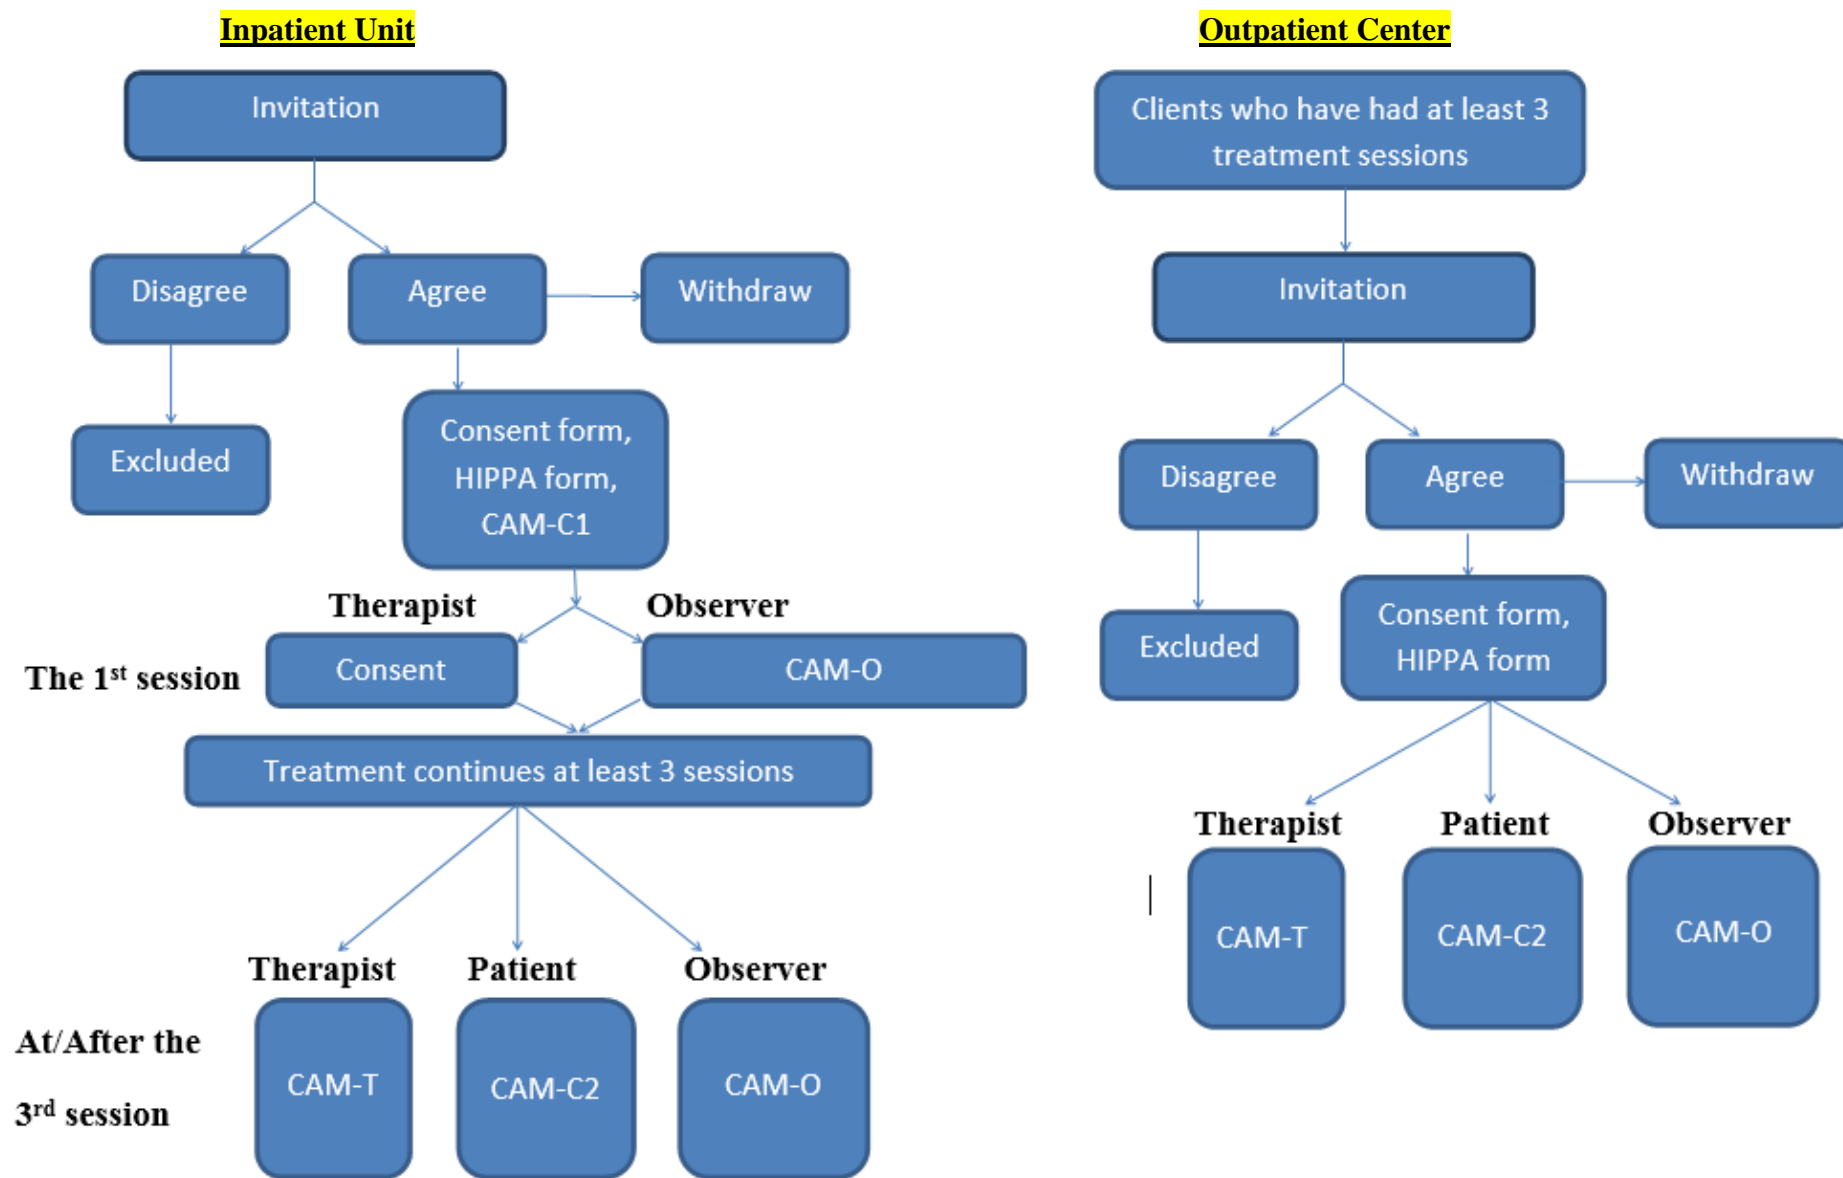 Inpatient Unit
Invitation
Disagree
Agree
Withdraw
Excluded
Consent form,
HIPPA form,
CAM-C1
Therapist
Observer
The 1st session
Consent
CAM-O
Treatment continues at least 3 sessions
Therapist
Patient
Observer
At/After the
3rd session
CAM-T
CAM-C2
CAM-O
Outpatient Center
Clients who have had at least 3
treatment sessions
Invitation
Disagree
Agree
Withdraw
Excluded
Consent form,
HIPPA form
Therapist
Patient
Observer
CAM-T
CAM-C2
CAM-O